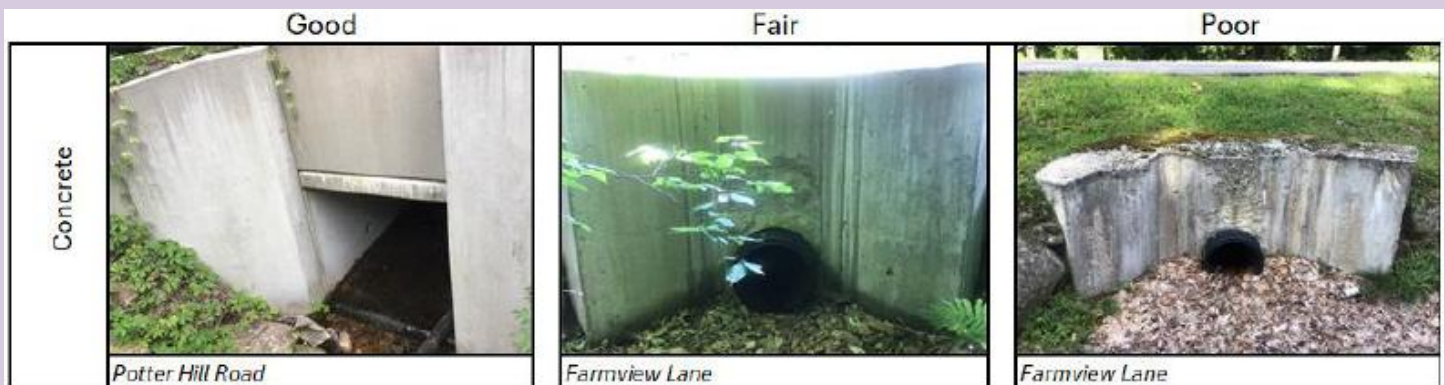 Good
Fair
Poor
Concrete
Potter Hill Road
Farmview Lane
Farmview Lane